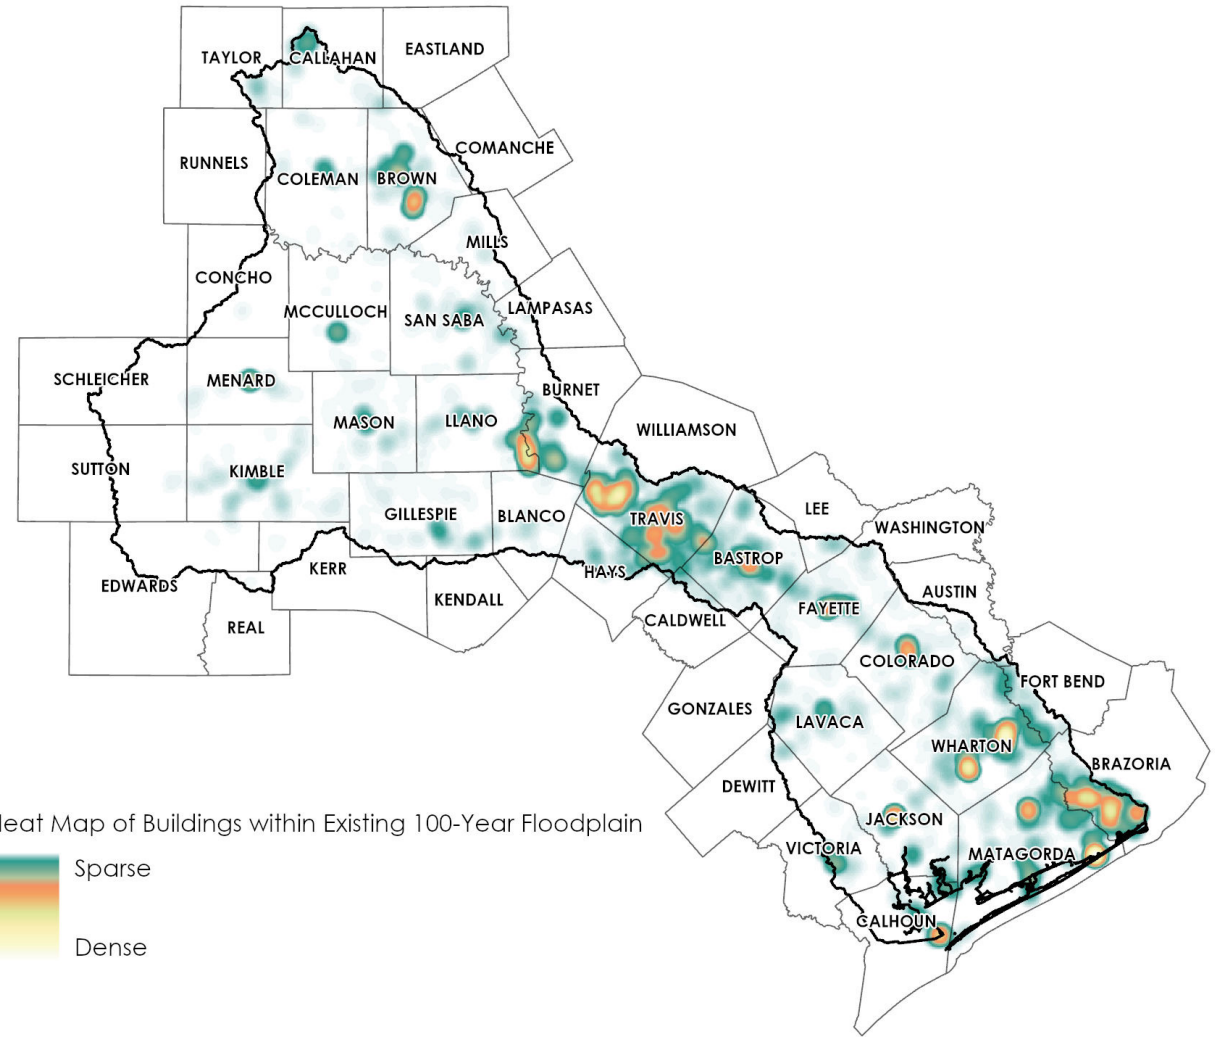 EASTLAND
TAYLOR
CALLAHAN
COMANCHE
RUNNELS
COLEMAN
BROWN
MILLS
CONCHO
LAMPASAS
MCCULLOCH
SAN SABA
SCHLEICHER
MENARD
BURNET
MASON
LLANO
WILLIAMSON
SUTTON
KIMBLE
LEE
GILLESPIE
BLANCO
TRAVIS
WASHINGTON
BASTROP
KERR
HAYS
EDWARDS
AUSTIN
KENDALL
FAYETTE
CALDWELL
REAL
COLORADO
FORT BEND
GONZALES
LAVACA
WHARTON
BRAZORIA
DEWITT
JACKSON
VICTORIA
MATAGORDA
CALHOUN
Heat Map of Buildings within Existing 100-Year Floodplain
Sparse
Dense